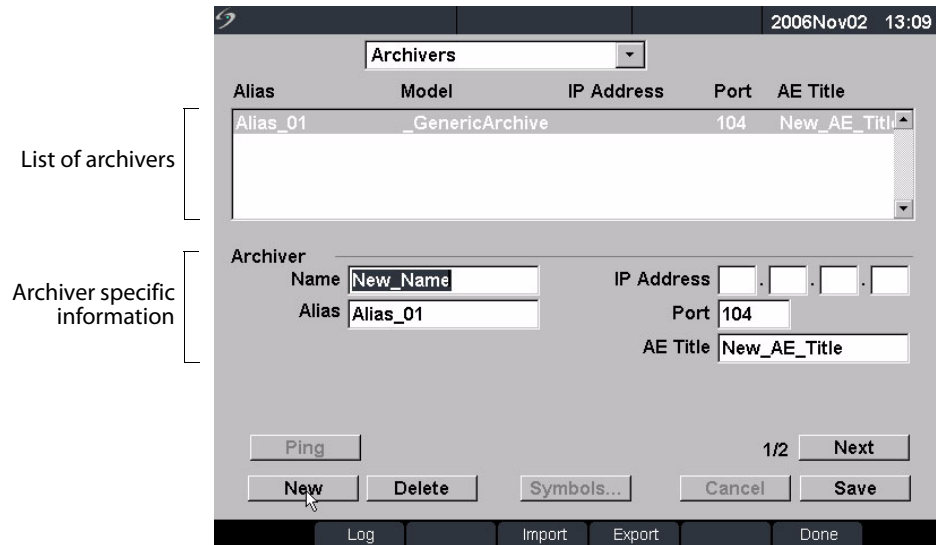 2006Nov02 13:09
Archivers
Alias Model IP Address Port AE Title
List of archivers
Alias_01 _GenericArchive 104 New_AE_Title
Archiver
Archiver specific information
Name New_Name IP Address . . .
Alias Alias_01 Port 104
AE Title New_AE_Title
Ping 1/2 Next
New Delete Symbols... Cancel Save
Log Import Export Done